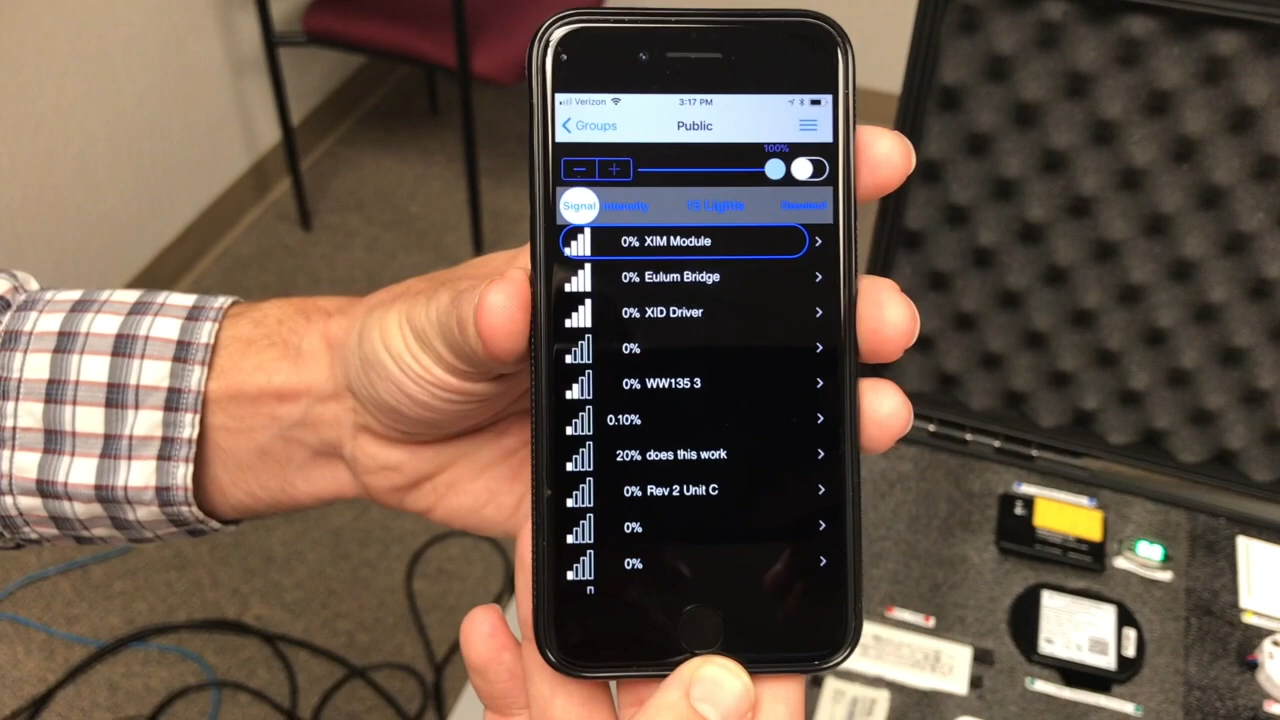 Verizon 3:17 PM
Groups Public
100%
− +
Signal Intensity 15 Lights
0% XIM Module
0% Eulum Bridge
0% XID Driver
0%
0% WW135 3
0.10%
20% does this work
0% Rev 2 Unit C
0%
0%